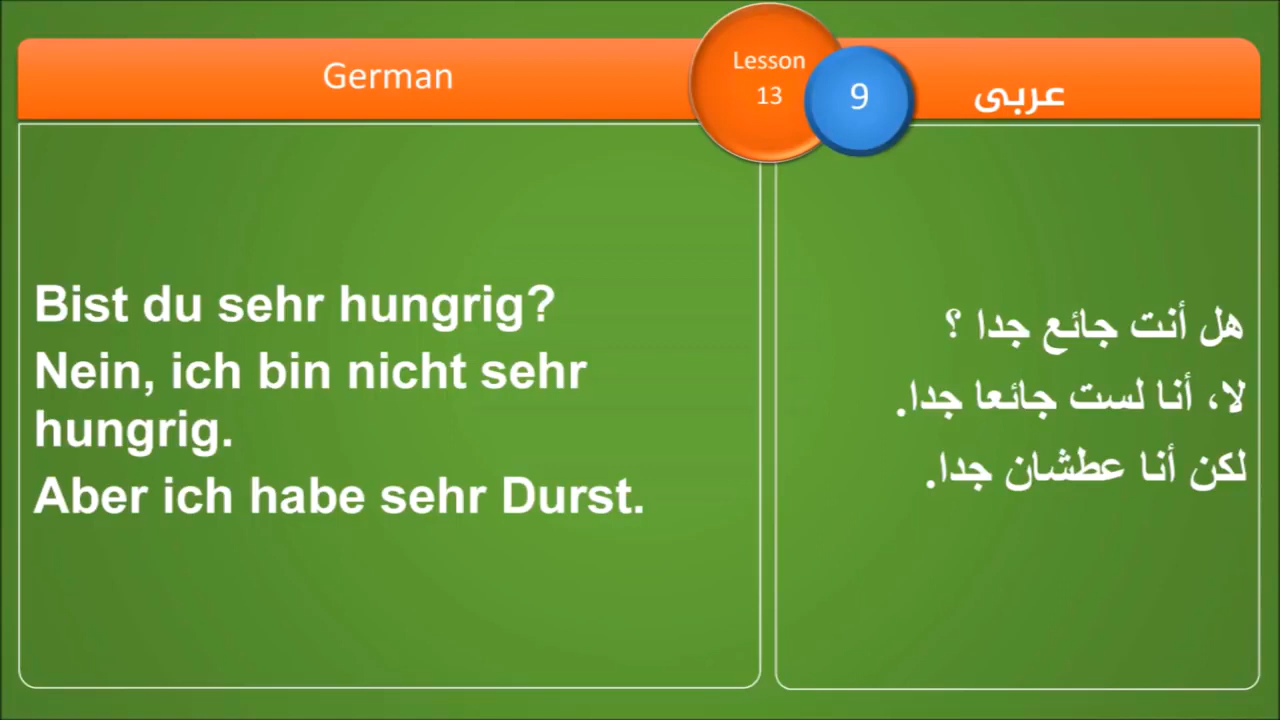 German
Lesson
13
9
عربى
Bist du sehr hungrig?
Nein, ich bin nicht sehr
hungrig.
Aber ich habe sehr Durst.
هل أنت جائع جدا ؟
لا، أنا لست جائعا جدا.
لكن أنا عطشان جدا.